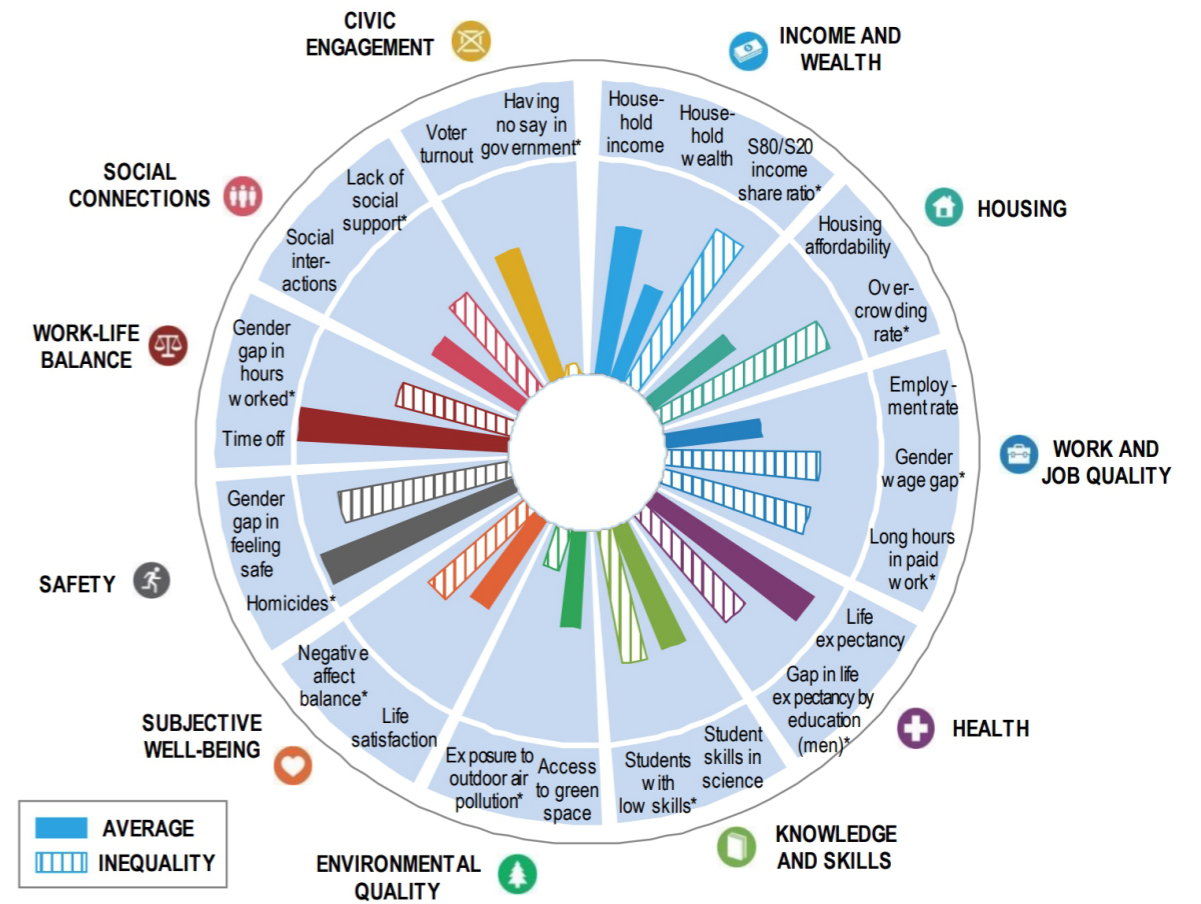 CIVIC
ENGAGEMENT
Voter
turnout
Having
no say in
government*
INCOME AND
WEALTH
House-
hold
income
House-
hold
wealth
S80/S20
income
share ratio*
HOUSING
Housing
affordability
Over-
crowding
rate*
WORK AND
JOB QUALITY
Employ-
ment rate
Gender
wage gap*
Long hours
in paid
work*
HEALTH
Life
expectancy
Gap in life
expectancy by
education
(men)*
KNOWLEDGE
AND SKILLS
Student
skills in
science
Students
with
low skills*
ENVIRONMENTAL
QUALITY
Access
to green
space
Exposure to
outdoor air
pollution*
SUBJECTIVE
WELL-BEING
Life
satisfaction
Negative
affect
balance*
SAFETY
Homicides*
Gender
gap in
feeling
safe
WORK-LIFE
BALANCE
Time off
Gender
gap in
hours
worked*
SOCIAL
CONNECTIONS
Social
inter-
actions
Lack of
social
support*
AVERAGE
INEQUALITY